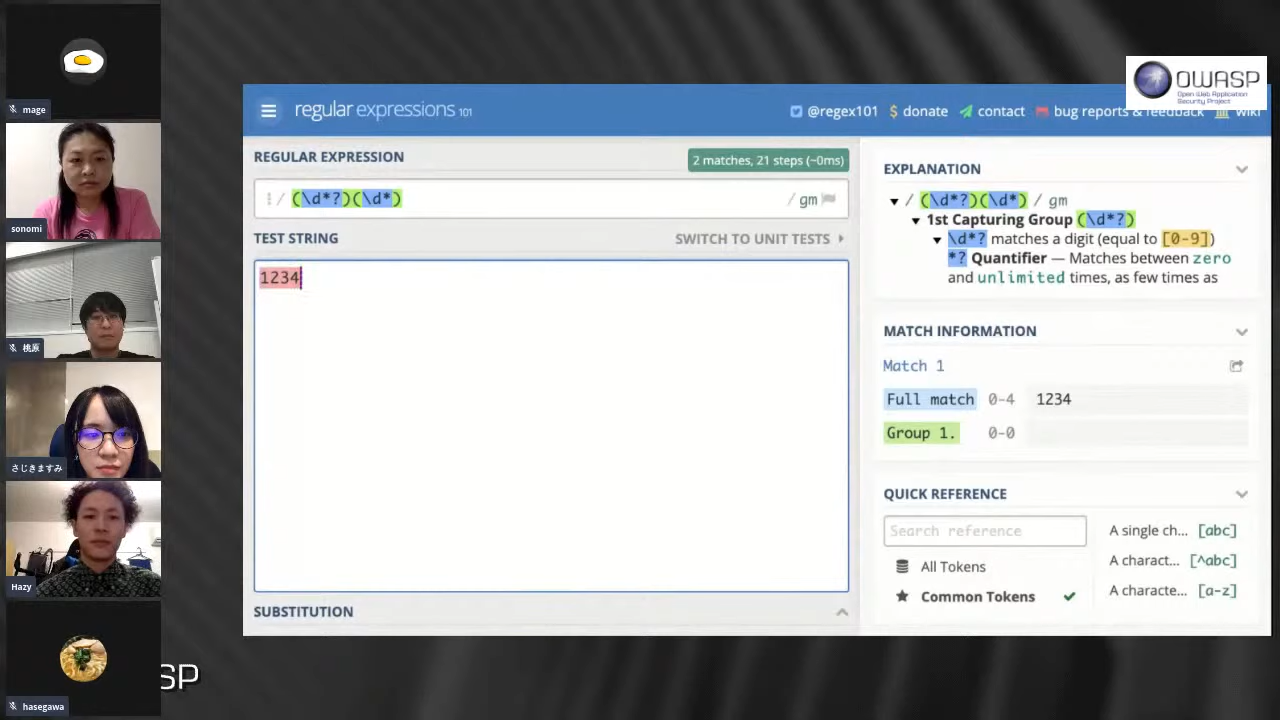 mage
sonomi
桃原
さじきますみ
Hazy
hasegawa
SP
OWASP
Open Web Application
Security Project
regular expressions 101
@regex101
$ donate
contact
bug reports & feedback
wiki
REGULAR EXPRESSION
2 matches, 21 steps (~0ms)
/ (\d*?)(\d*)
/ gm
TEST STRING
SWITCH TO UNIT TESTS
1234
SUBSTITUTION
EXPLANATION
/ (\d*?)(\d*) / gm
1st Capturing Group (\d*?)
\d*? matches a digit (equal to [0-9])
*? Quantifier — Matches between zero
and unlimited times, as few times as
MATCH INFORMATION
Match 1
Full match 0-4 1234
Group 1. 0-0
QUICK REFERENCE
Search reference
All Tokens
Common Tokens
A single ch... [abc]
A charact... [^abc]
A characte... [a-z]